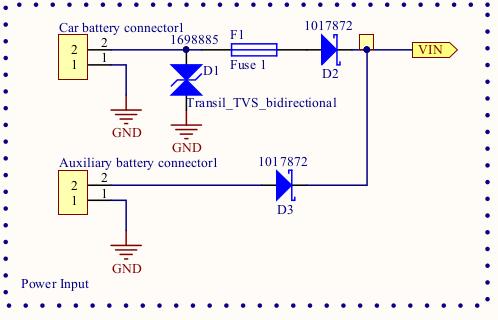 Car battery connector1
2
1
2
1
GND
1698885
D1
Transil_TVS_bidirectional
GND
F1
Fuse 1
1017872
D2
VIN
Auxiliary battery connector1
2
1
2
1
GND
1017872
D3
Power Input